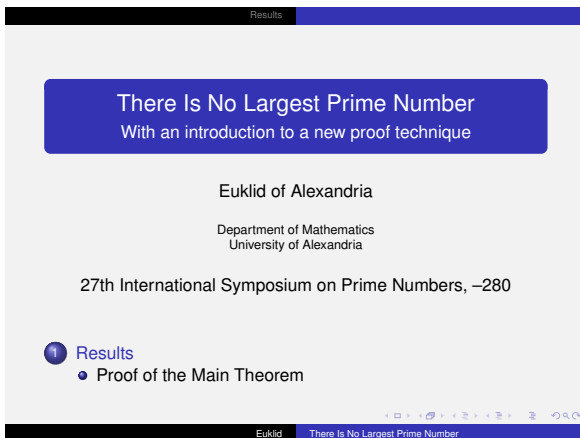 Results
There Is No Largest Prime Number
With an introduction to a new proof technique
Euklid of Alexandria
Department of Mathematics
University of Alexandria
27th International Symposium on Prime Numbers, –280
1 Results
Proof of the Main Theorem
Euklid There Is No Largest Prime Number